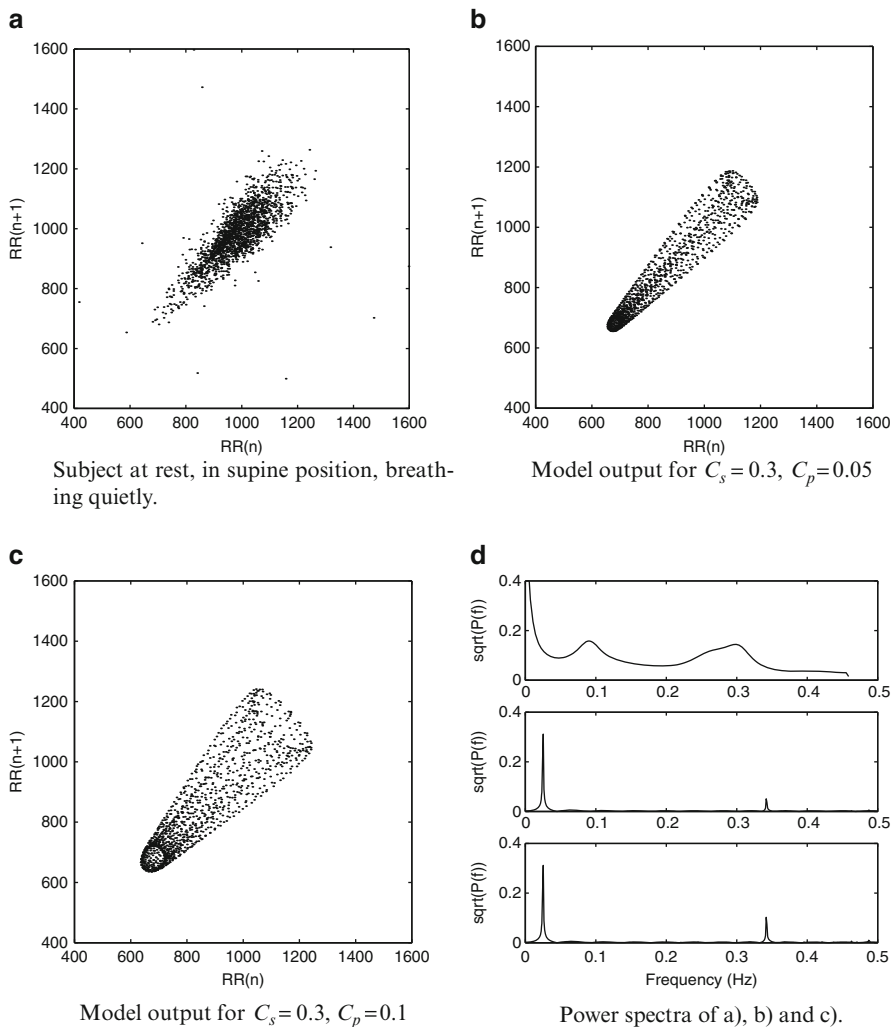 a
1600
1400
1200
1000
800
600
400
RR(n+1)
400 600 800 1000 1200 1400 1600
RR(n)
Subject at rest, in supine position, breath-
ing quietly.
b
1600
1400
1200
1000
800
600
400
RR(n+1)
400 600 800 1000 1200 1400 1600
RR(n)
Model output for C_s = 0.3, C_p = 0.05
c
1600
1400
1200
1000
800
600
400
RR(n+1)
400 600 800 1000 1200 1400 1600
RR(n)
Model output for C_s = 0.3, C_p = 0.1
d
0.4
0.2
0
sqrt(P(f))
0 0.1 0.2 0.3 0.4 0.5
0.4
0.2
0
sqrt(P(f))
0 0.1 0.2 0.3 0.4 0.5
0.4
0.2
0
sqrt(P(f))
0 0.1 0.2 0.3 0.4 0.5
Frequency (Hz)
Power spectra of a), b) and c).